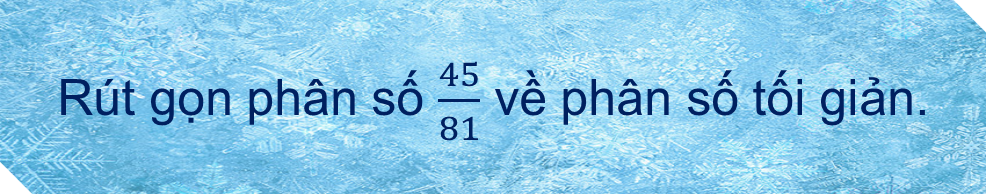 Rút gọn phân số 45/81 về phân số tối giản.